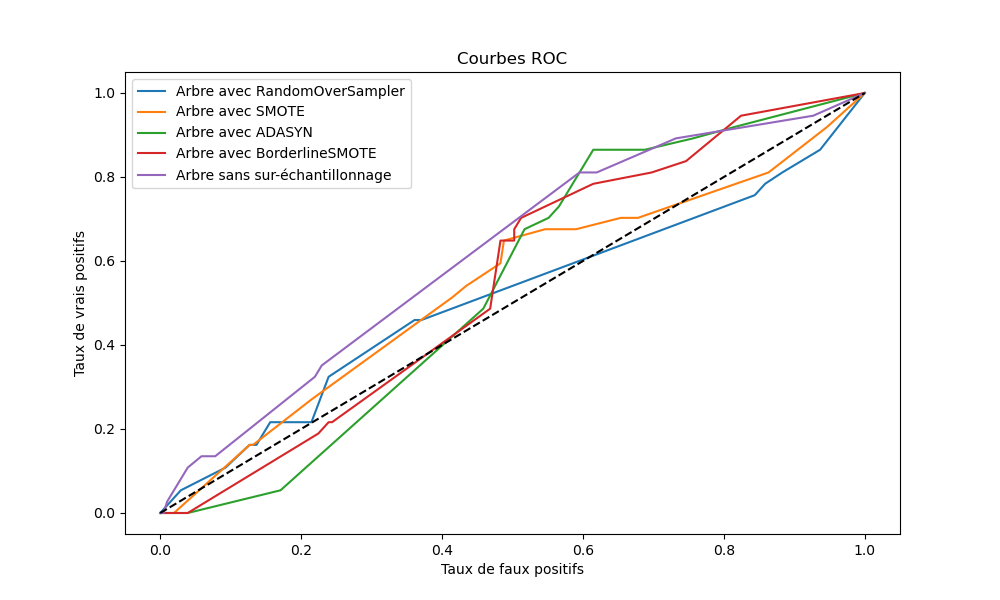 Courbes ROC
Arbre avec RandomOverSampler
Arbre avec SMOTE
Arbre avec ADASYN
Arbre avec BorderlineSMOTE
Arbre sans sur-échantillonnage
1.0
0.8
0.6
0.4
0.2
0.0
Taux de vrais positifs
0.0 0.2 0.4 0.6 0.8 1.0
Taux de faux positifs